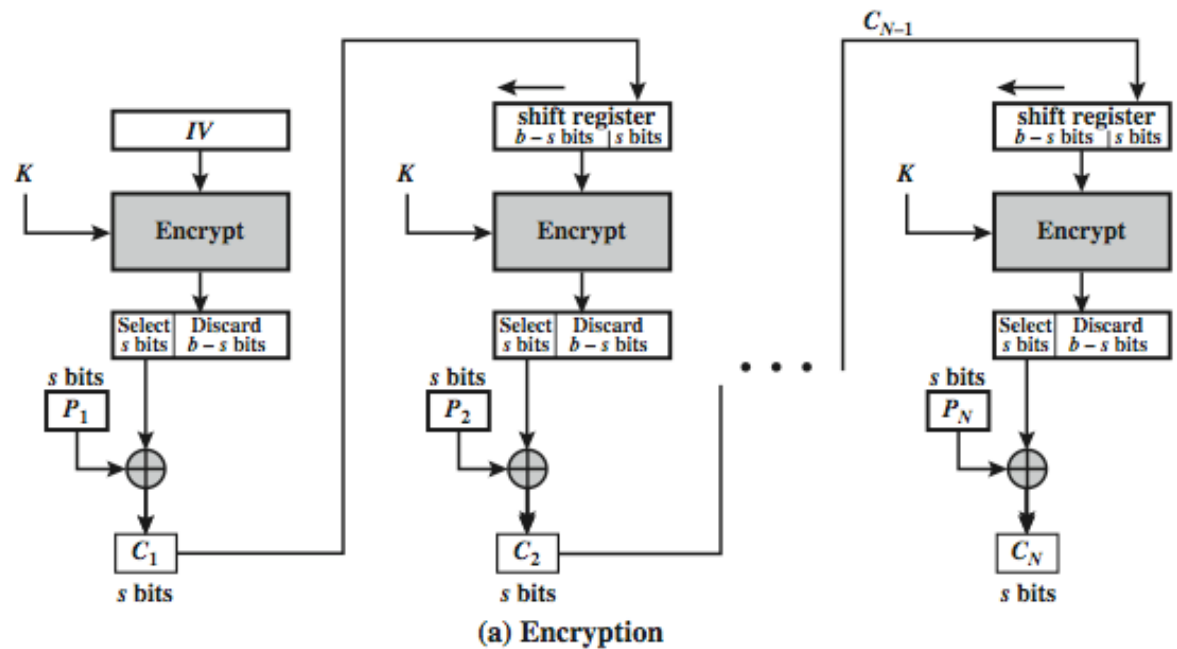 C_{N-1}
IV
shift register
b – s bits | s bits
shift register
b – s bits | s bits
K
K
K
Encrypt
Encrypt
Encrypt
Select Discard
s bits b – s bits
Select Discard
s bits b – s bits
Select Discard
s bits b – s bits
s bits
P_1
s bits
P_2
• • •
s bits
P_N
C_1
s bits
C_2
s bits
C_N
s bits
(a) Encryption